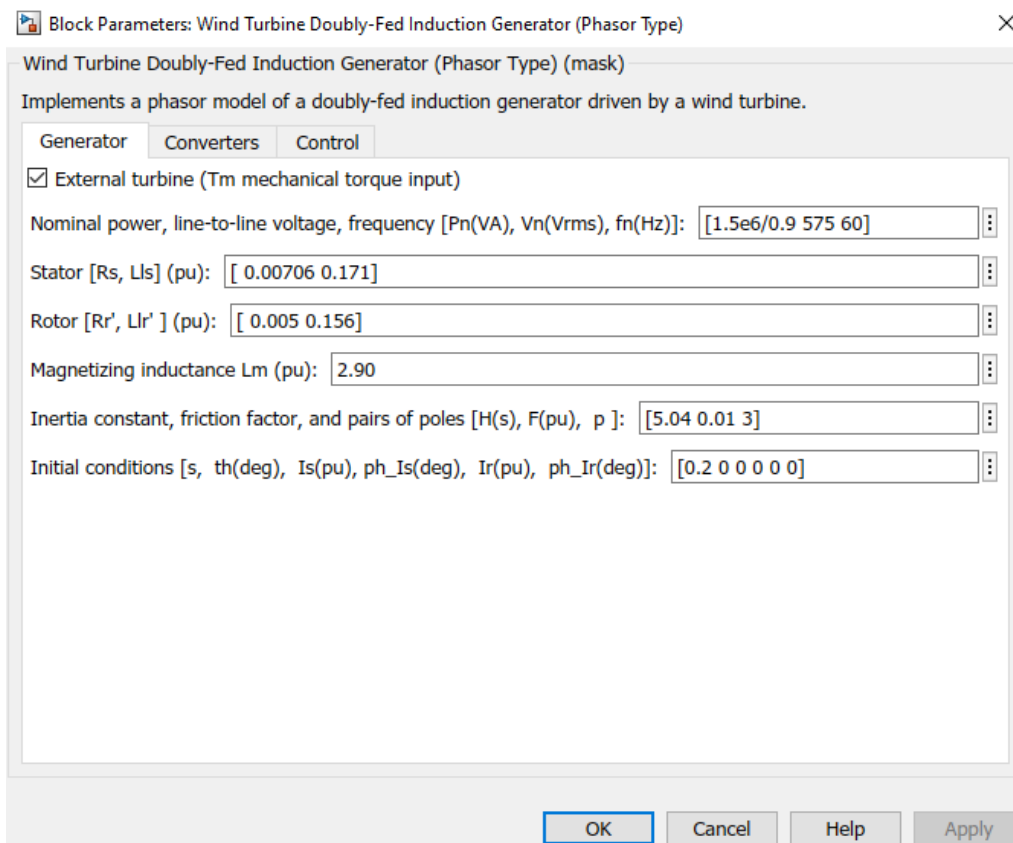 Block Parameters: Wind Turbine Doubly-Fed Induction Generator (Phasor Type)
Wind Turbine Doubly-Fed Induction Generator (Phasor Type) (mask)
Implements a phasor model of a doubly-fed induction generator driven by a wind turbine.
Generator Converters Control
External turbine (Tm mechanical torque input)
Nominal power, line-to-line voltage, frequency [Pn(VA), Vn(Vrms), fn(Hz)]: [1.5e6/0.9 575 60]
Stator [Rs, Lls] (pu): [ 0.00706 0.171]
Rotor [Rr', Llr' ] (pu): [ 0.005 0.156]
Magnetizing inductance Lm (pu): 2.90
Inertia constant, friction factor, and pairs of poles [H(s), F(pu), p ]: [5.04 0.01 3]
Initial conditions [s, th(deg), Is(pu), ph_Is(deg), Ir(pu), ph_Ir(deg)]: [0.2 0 0 0 0 0]
OK Cancel Help Apply